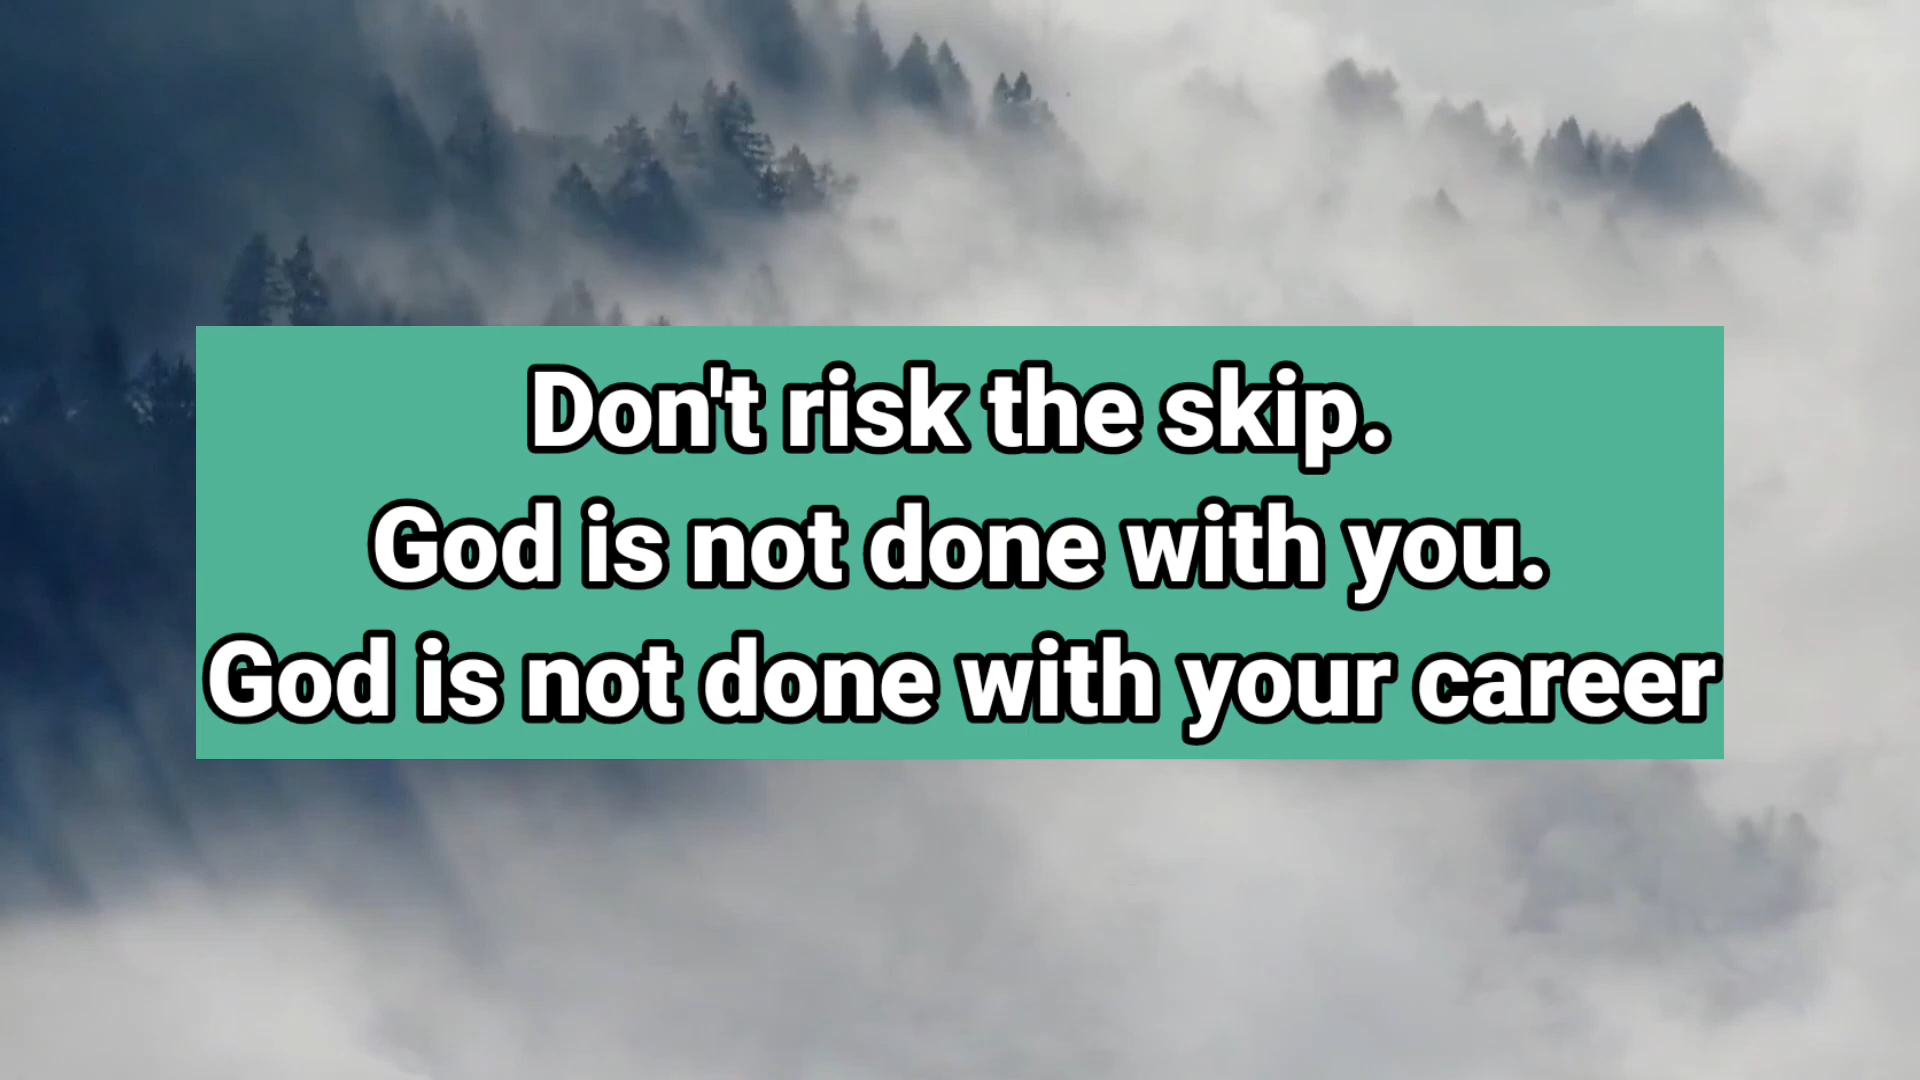 Don't risk the skip.
God is not done with you.
God is not done with your career